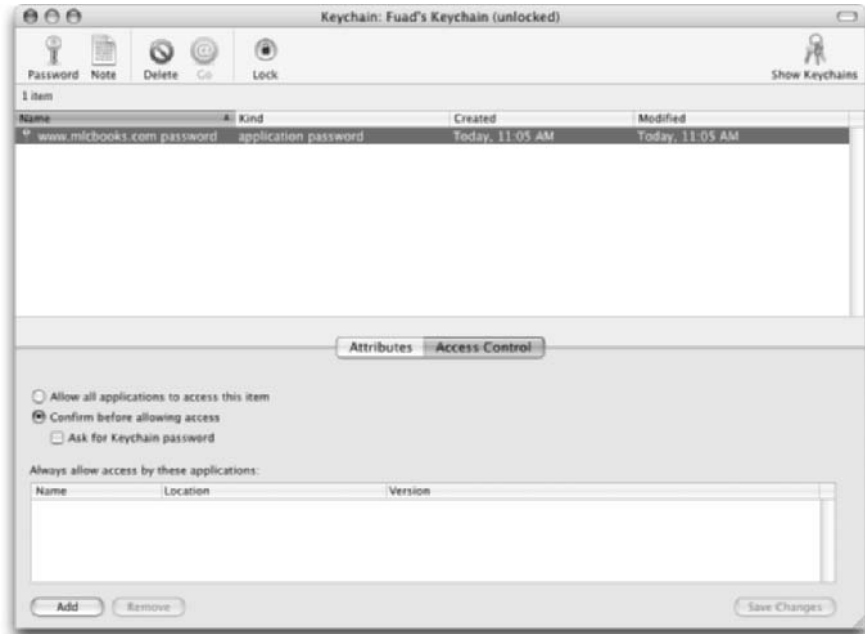 Keychain: Fuad's Keychain (unlocked)
Password Note Delete Go Lock Show Keychains
1 item
Name Kind Created Modified
www.mlcbooks.com password application password Today, 11:05 AM Today, 11:05 AM
Attributes Access Control
Allow all applications to access this item
Confirm before allowing access
Ask for Keychain password
Always allow access by these applications:
Name Location Version
Add Remove Save Changes